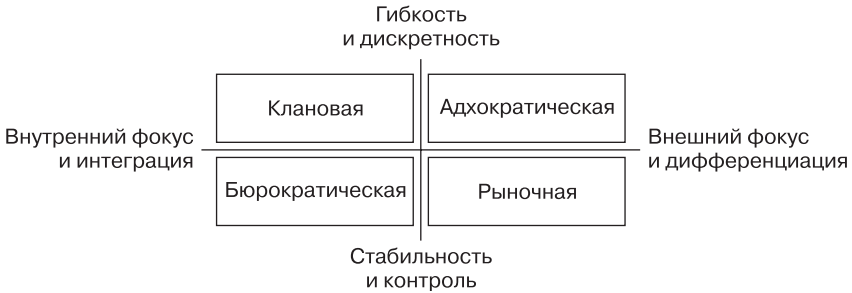 Гибкость
и дискретность
Клановая
Адхократическая
Внутренний фокус
и интеграция
Внешний фокус
и дифференциация
Бюрократическая
Рыночная
Стабильность
и контроль